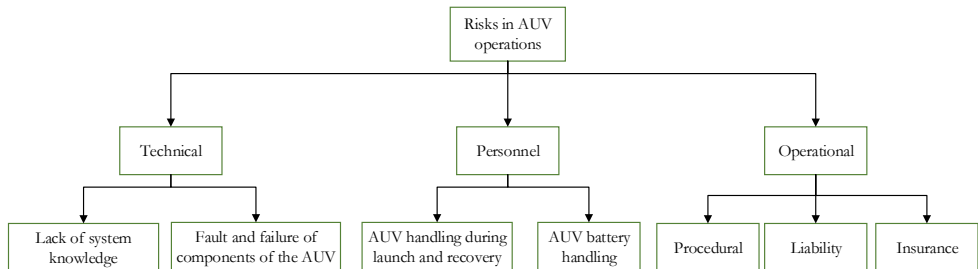 Risks in AUV
operations
Technical
Personnel
Operational
Lack of system
knowledge
Fault and failure of
components of the AUV
AUV handling during
launch and recovery
AUV battery
handling
Procedural
Liability
Insurance